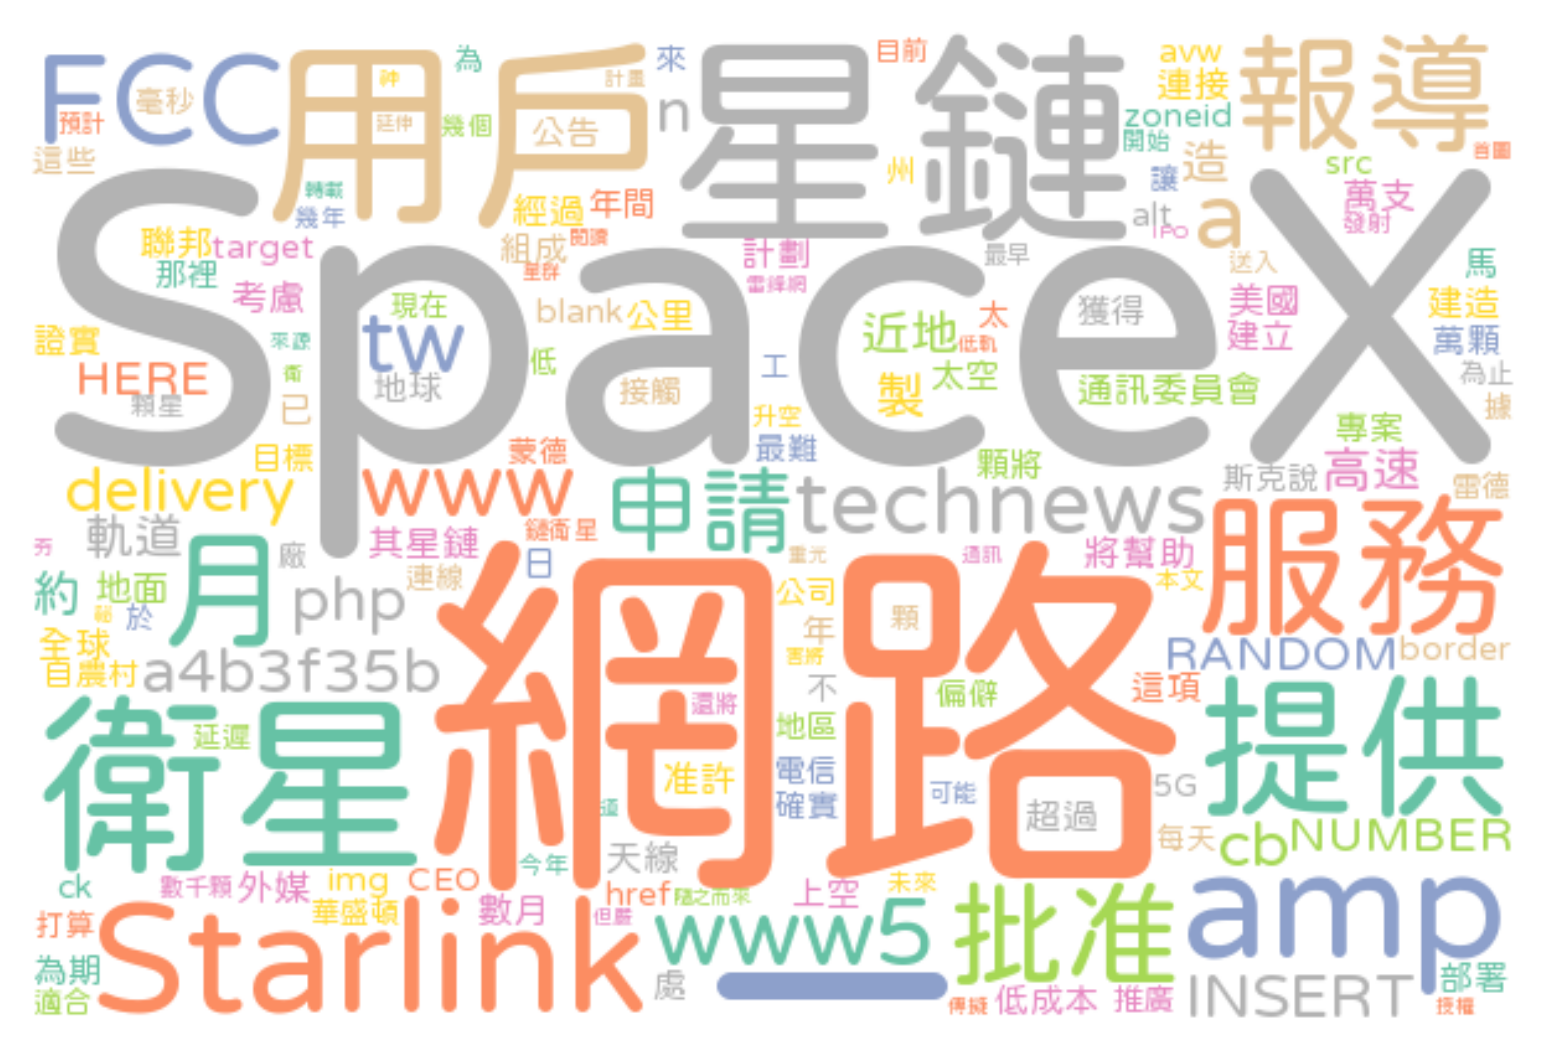 FCC
毫秒
預計
這些
用戶
神
延伸
為
幾個
計畫
公告
來
n
星鏈
目前
avw
連接
zoneid
開始
報導
首圖
src
造
讓
州
萬支
發射
alt
IPO
a
轉載
幾年
經過
年間
組成
閱讀
星群
聯邦
target
那裡
考慮
計劃
雷鋒網
最早
送入
馬
SpaceX
現在
tw
地球
blank
公里
低
接觸
工
近地
太
低軌
製
太空
獲得
美國
建立
建造
萬顆
為止
據
證實
來源
衛
HERE
顆星
已
目標
通訊委員會
升空
最難
專案
蒙德
顆將
斯克說
高速
雷德
delivery
www
申請
technews
服務
軌道
月
廠
其星鏈
鏈衛星
日
連線
重光
通訊
將幫助
本文
約
地面
於
php
網路
公司
年
顆
全球
自農村
a4b3f35b
害將
不
偏僻
這項
RANDOM
border
衛星
延遲
還將
地區
准許
電信
確實
可能
超過
5G
提供
每天
cb
NUMBER
天線
今年
ck
數千顆
外媒
img
CEO
href
隨之而來
上空
未來
華盛頓
數月
但嚴
打算
Starlink
www5
批准
amp
為期
適合
處
傳疑
低成本
推廣
INSERT
部署
授權